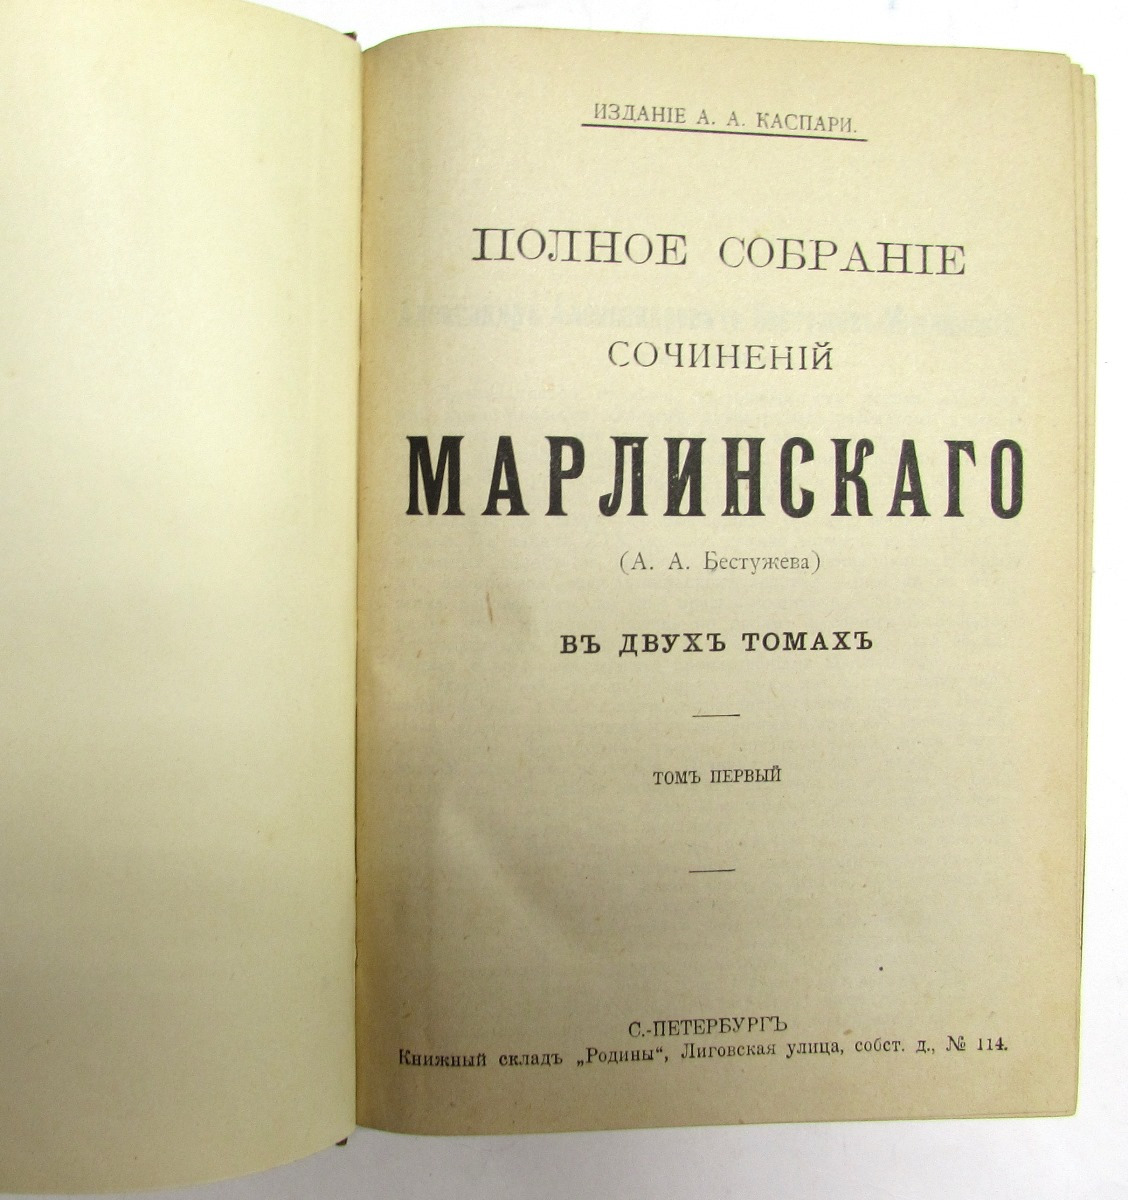 ИЗДАНІЕ А. А. КАСПАРИ.
ПОЛНОЕ СОБРАНІЕ
СОЧИНЕНІЙ
МАРЛИНСКАГО
(А. А. Бестужева)
ВЪ ДВУХЪ ТОМАХЪ
ТОМЪ ПЕРВЫЙ
С.-ПЕТЕРБУРГЪ
Книжный складъ „Родины“, Лиговская улица, собст. д., № 114.